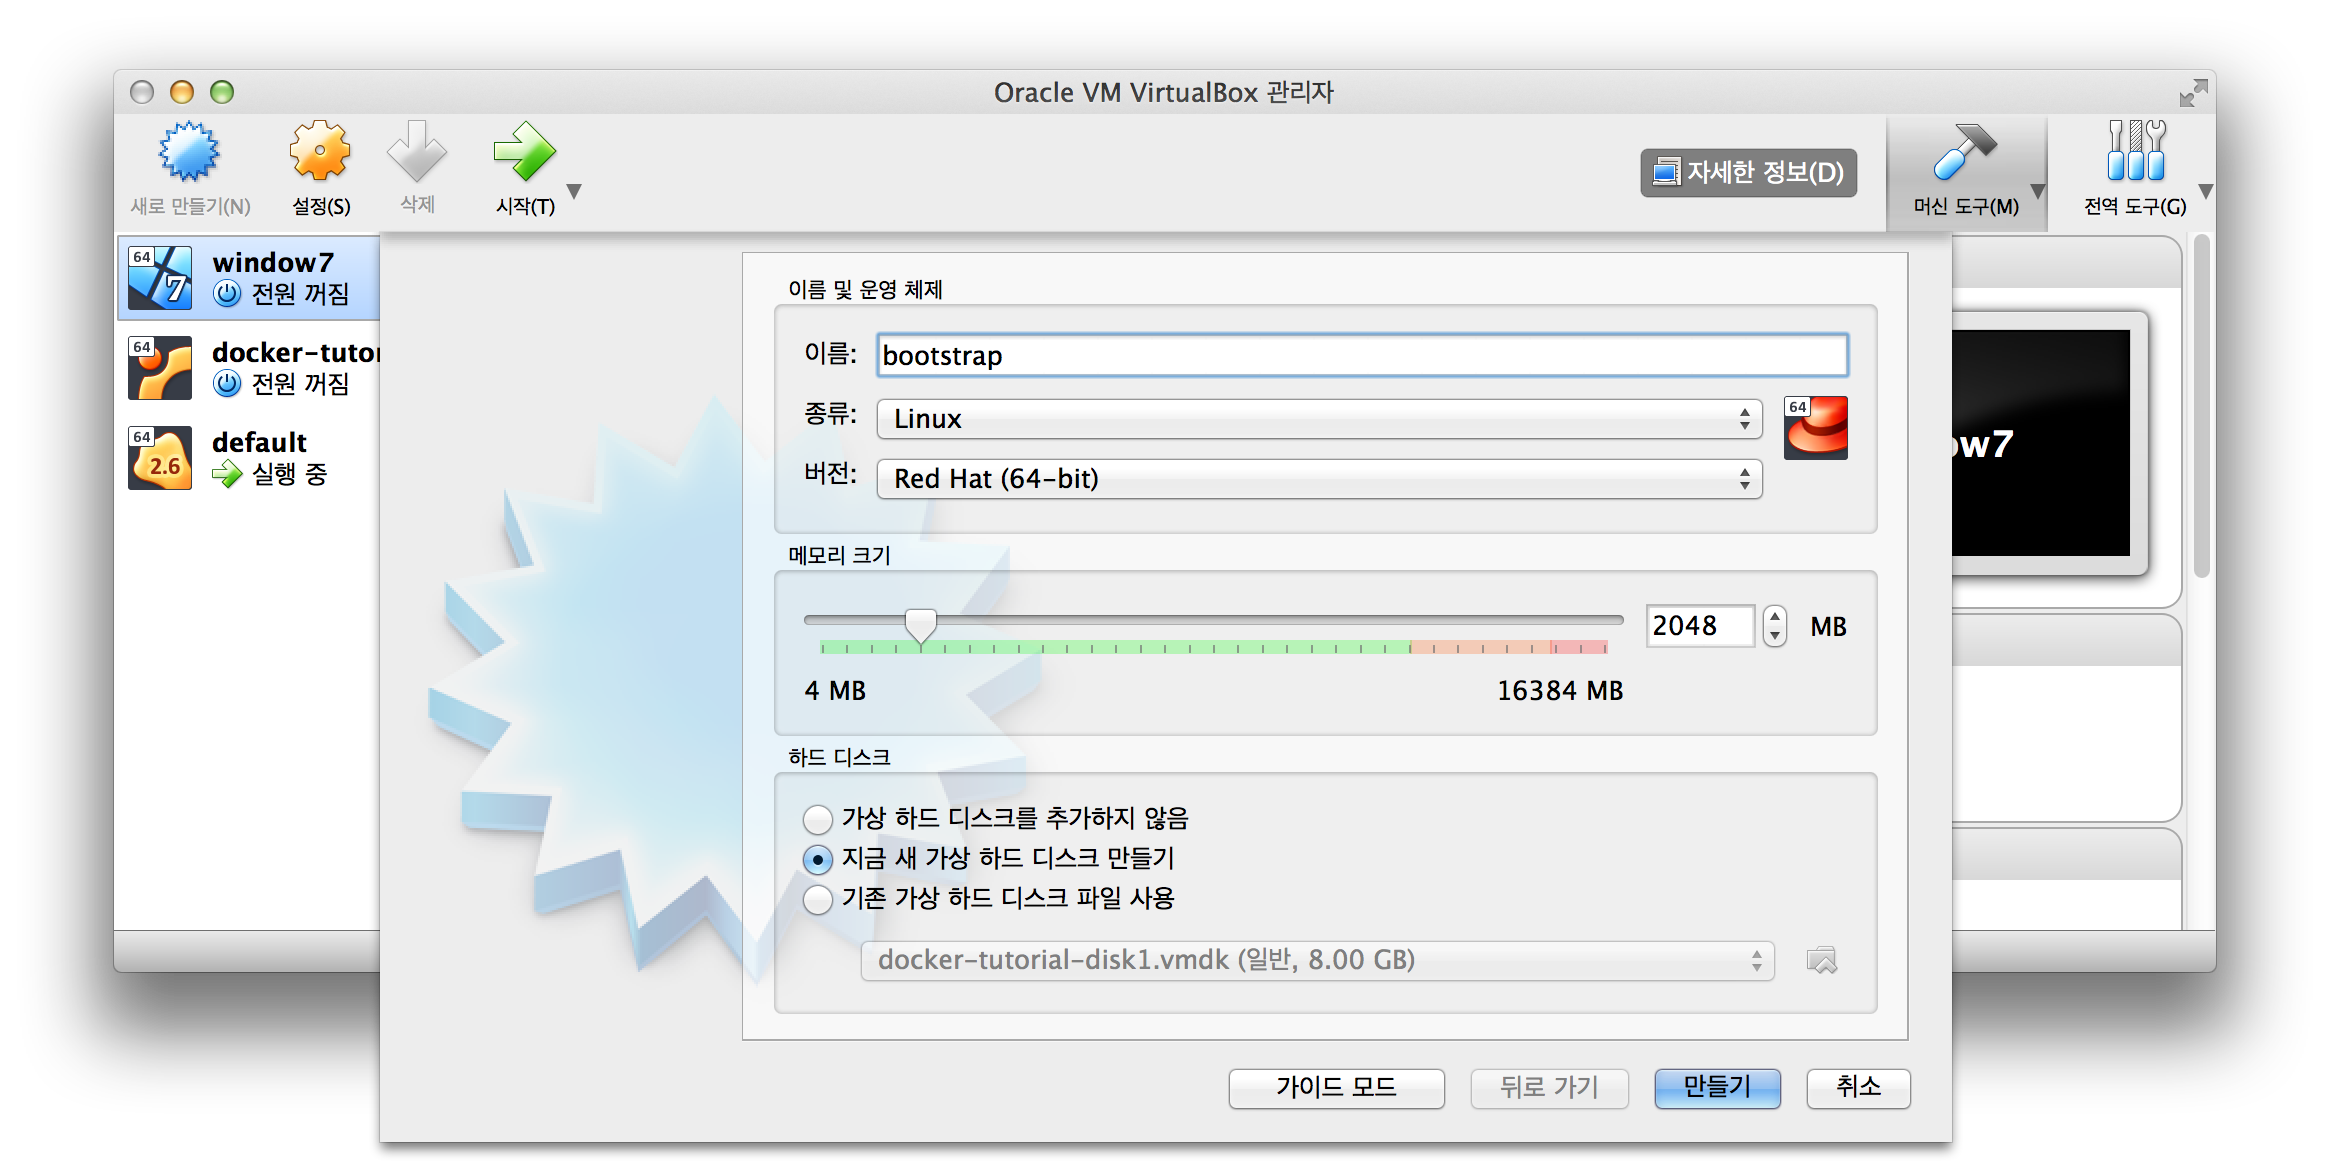 Oracle VM VirtualBox 관리자
새로 만들기(N)
설정(S)
삭제
시작(T)
자세한 정보(D)
머신 도구(M)
전역 도구(G)
64
7
window7
전원 꺼짐
64
docker-tutor
전원 꺼짐
64
2.6
default
실행 중
이름 및 운영 체제
이름: bootstrap
종류: Linux
64
버전: Red Hat (64-bit)
ow7
메모리 크기
2048 MB
4 MB
16384 MB
하드 디스크
가상 하드 디스크를 추가하지 않음
지금 새 가상 하드 디스크 만들기
기존 가상 하드 디스크 파일 사용
docker-tutorial-disk1.vmdk (일반, 8.00 GB)
가이드 모드
뒤로 가기
만들기
취소